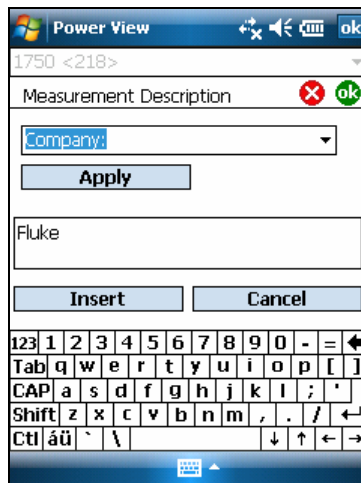 Power View ok
1750 <218>
Measurement Description ok
Company:
Apply
Fluke
Insert Cancel
123 1 2 3 4 5 6 7 8 9 0 - =
Tab q w e r t y u i o p [ ]
CAP a s d f g h j k l ; '
Shift z x c v b n m , . /
Ctl áü ` \